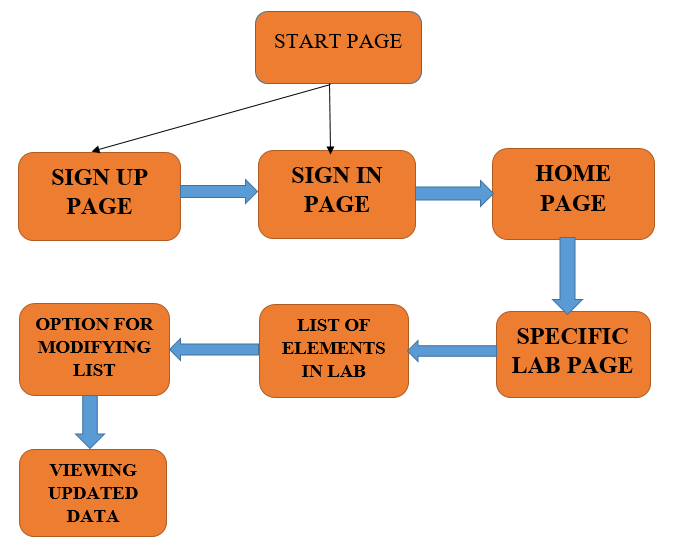 START PAGE
SIGN UP
PAGE
SIGN IN
PAGE
HOME
PAGE
SPECIFIC
LAB PAGE
LIST OF
ELEMENTS
IN LAB
OPTION FOR
MODIFYING
LIST
VIEWING
UPDATED
DATA